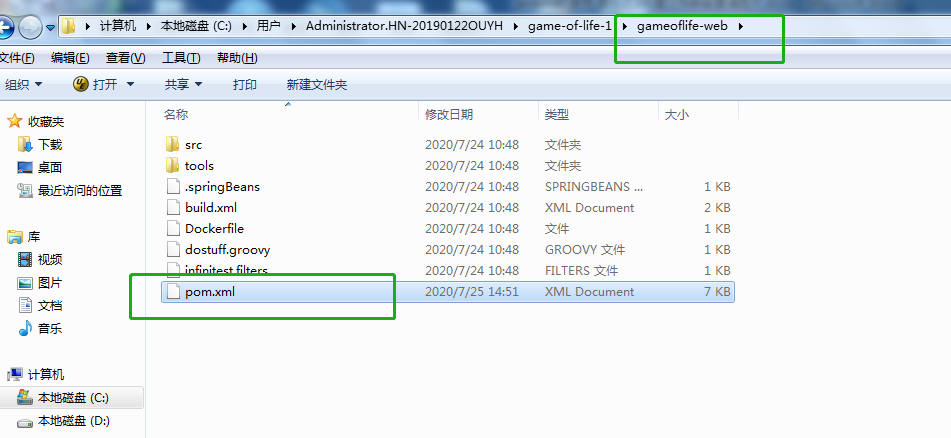 计算机 本地磁盘 (C:) 用户 Administrator.HN-20190122OUYH game-of-life-1 gameoflife-web
文件(F) 编辑(E) 查看(V) 工具(T) 帮助(H)
组织 打开 共享 打印 新建文件夹
名称 修改日期 类型 大小
收藏夹
下载
桌面
最近访问的位置
库
视频
图片
文档
音乐
计算机
本地磁盘 (C:)
本地磁盘 (D:)
src 2020/7/24 10:48 文件夹
tools 2020/7/24 10:48 文件夹
.springBeans 2020/7/24 10:48 SPRINGBEANS ... 1 KB
build.xml 2020/7/24 10:48 XML Document 2 KB
Dockerfile 2020/7/24 10:48 文件 1 KB
dostuff.groovy 2020/7/24 10:48 GROOVY 文件 1 KB
infinitest.filters 2020/7/24 10:48 FILTERS 文件 1 KB
pom.xml 2020/7/25 14:51 XML Document 7 KB